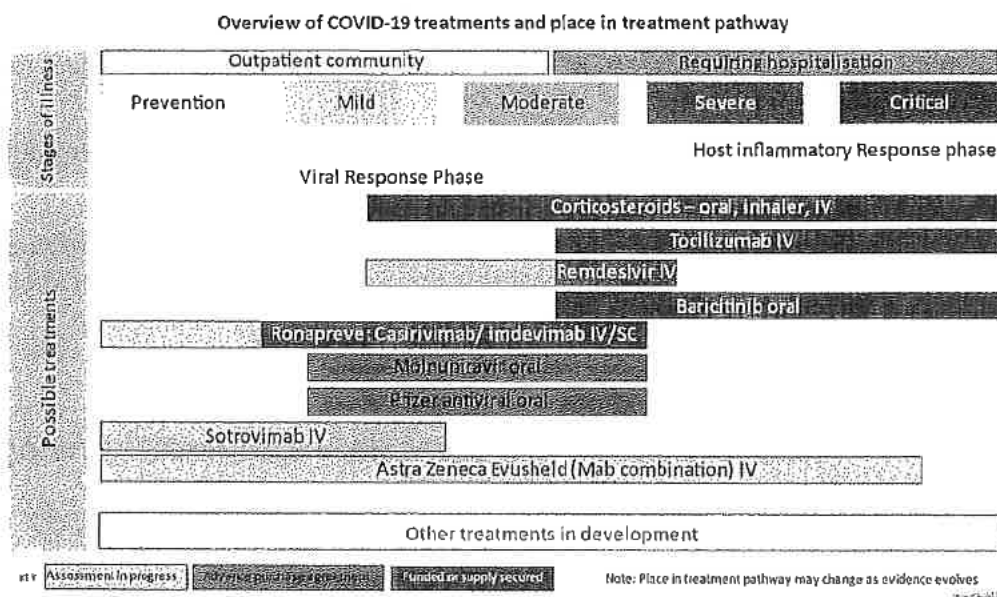 Overview of COVID-19 treatments and place in treatment pathway
Stages of illness
Outpatient community
Requiring hospitalisation
Prevention
Mild
Moderate
Severe
Critical
Host inflammatory Response phase
Viral Response Phase
Possible treatments
Corticosteroids – oral, inhaler, IV
Tocilizumab IV
Remdesivir IV
Baricitinib oral
Ronapreve: Casirivimab/ Imdevimab IV/SC
Molnupiravir oral
Pfizer antiviral oral
Sotrovimab IV
Astra Zeneca Evusheld (Mab combination) IV
Other treatments in development
Assessment in progress
Advance purchase agreement
Funded or supply secured
Note: Place in treatment pathway may change as evidence evolves